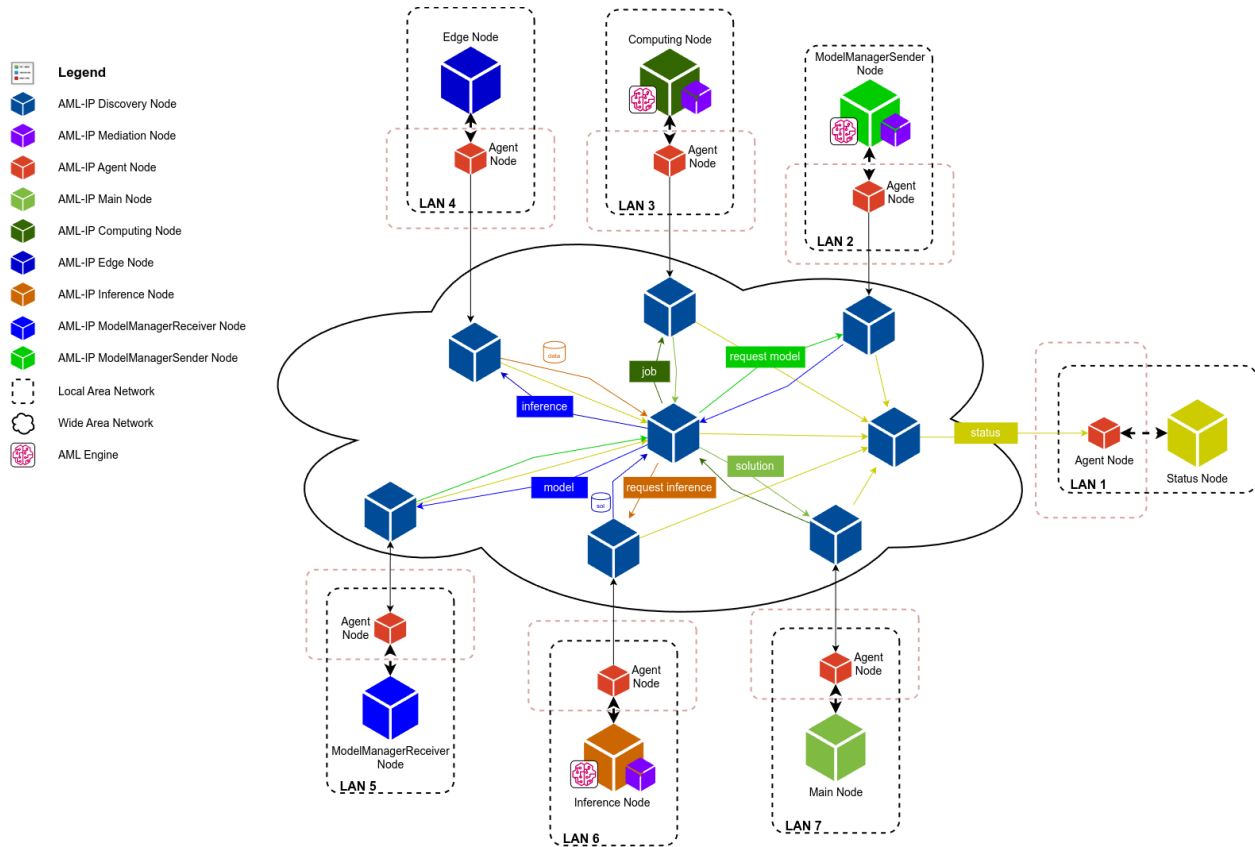 Legend
AML-IP Discovery Node
AML-IP Mediation Node
AML-IP Agent Node
AML-IP Main Node
AML-IP Computing Node
AML-IP Edge Node
AML-IP Inference Node
AML-IP ModelManagerReceiver Node
AML-IP ModelManagerSender Node
Local Area Network
Wide Area Network
AML Engine
Edge Node
Agent
Node
LAN 4
Computing Node
Agent
Node
LAN 3
ModelManagerSender
Node
Agent
Node
LAN 2
data
job
request model
inference
status
Agent Node
Status Node
LAN 1
model
sol
request inference
solution
Agent
Node
ModelManagerReceiver
Node
LAN 5
Agent
Node
Inference Node
LAN 6
Agent
Node
Main Node
LAN 7